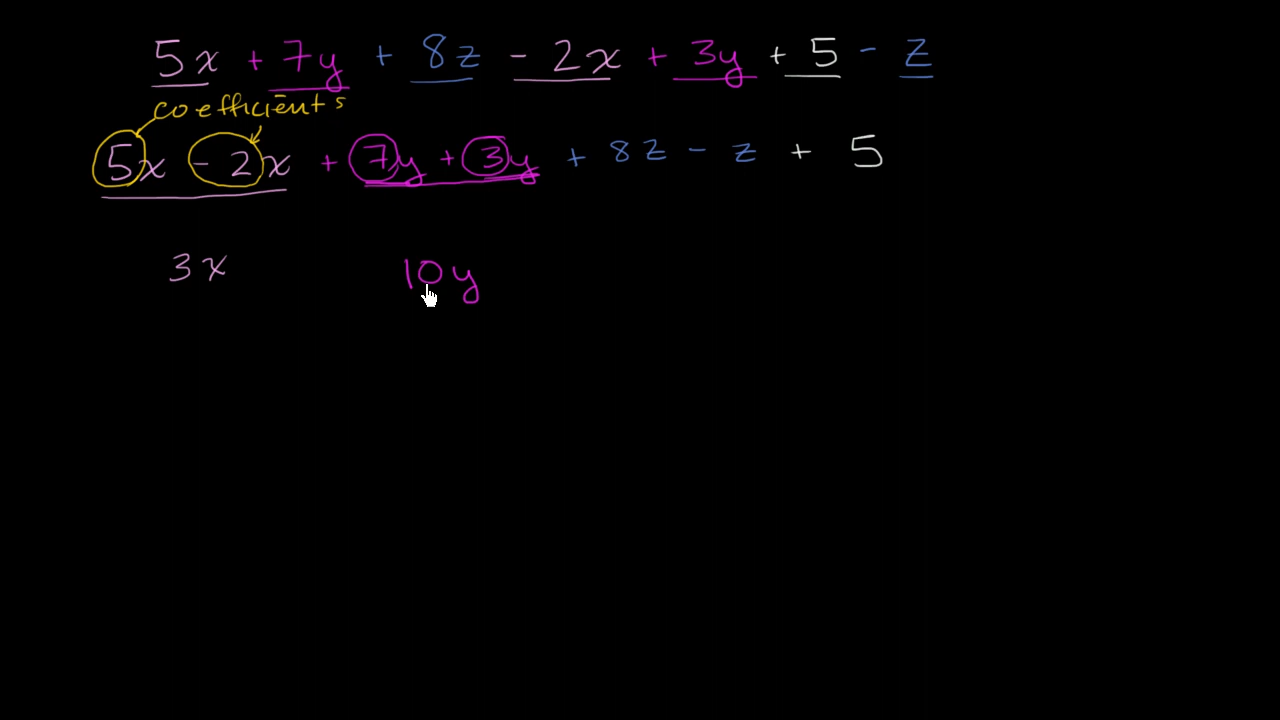 5x + 7y + 8z - 2x + 3y + 5 - z
coefficients
5x - 2x + 7y + 3y + 8z - z + 5
3x 10y